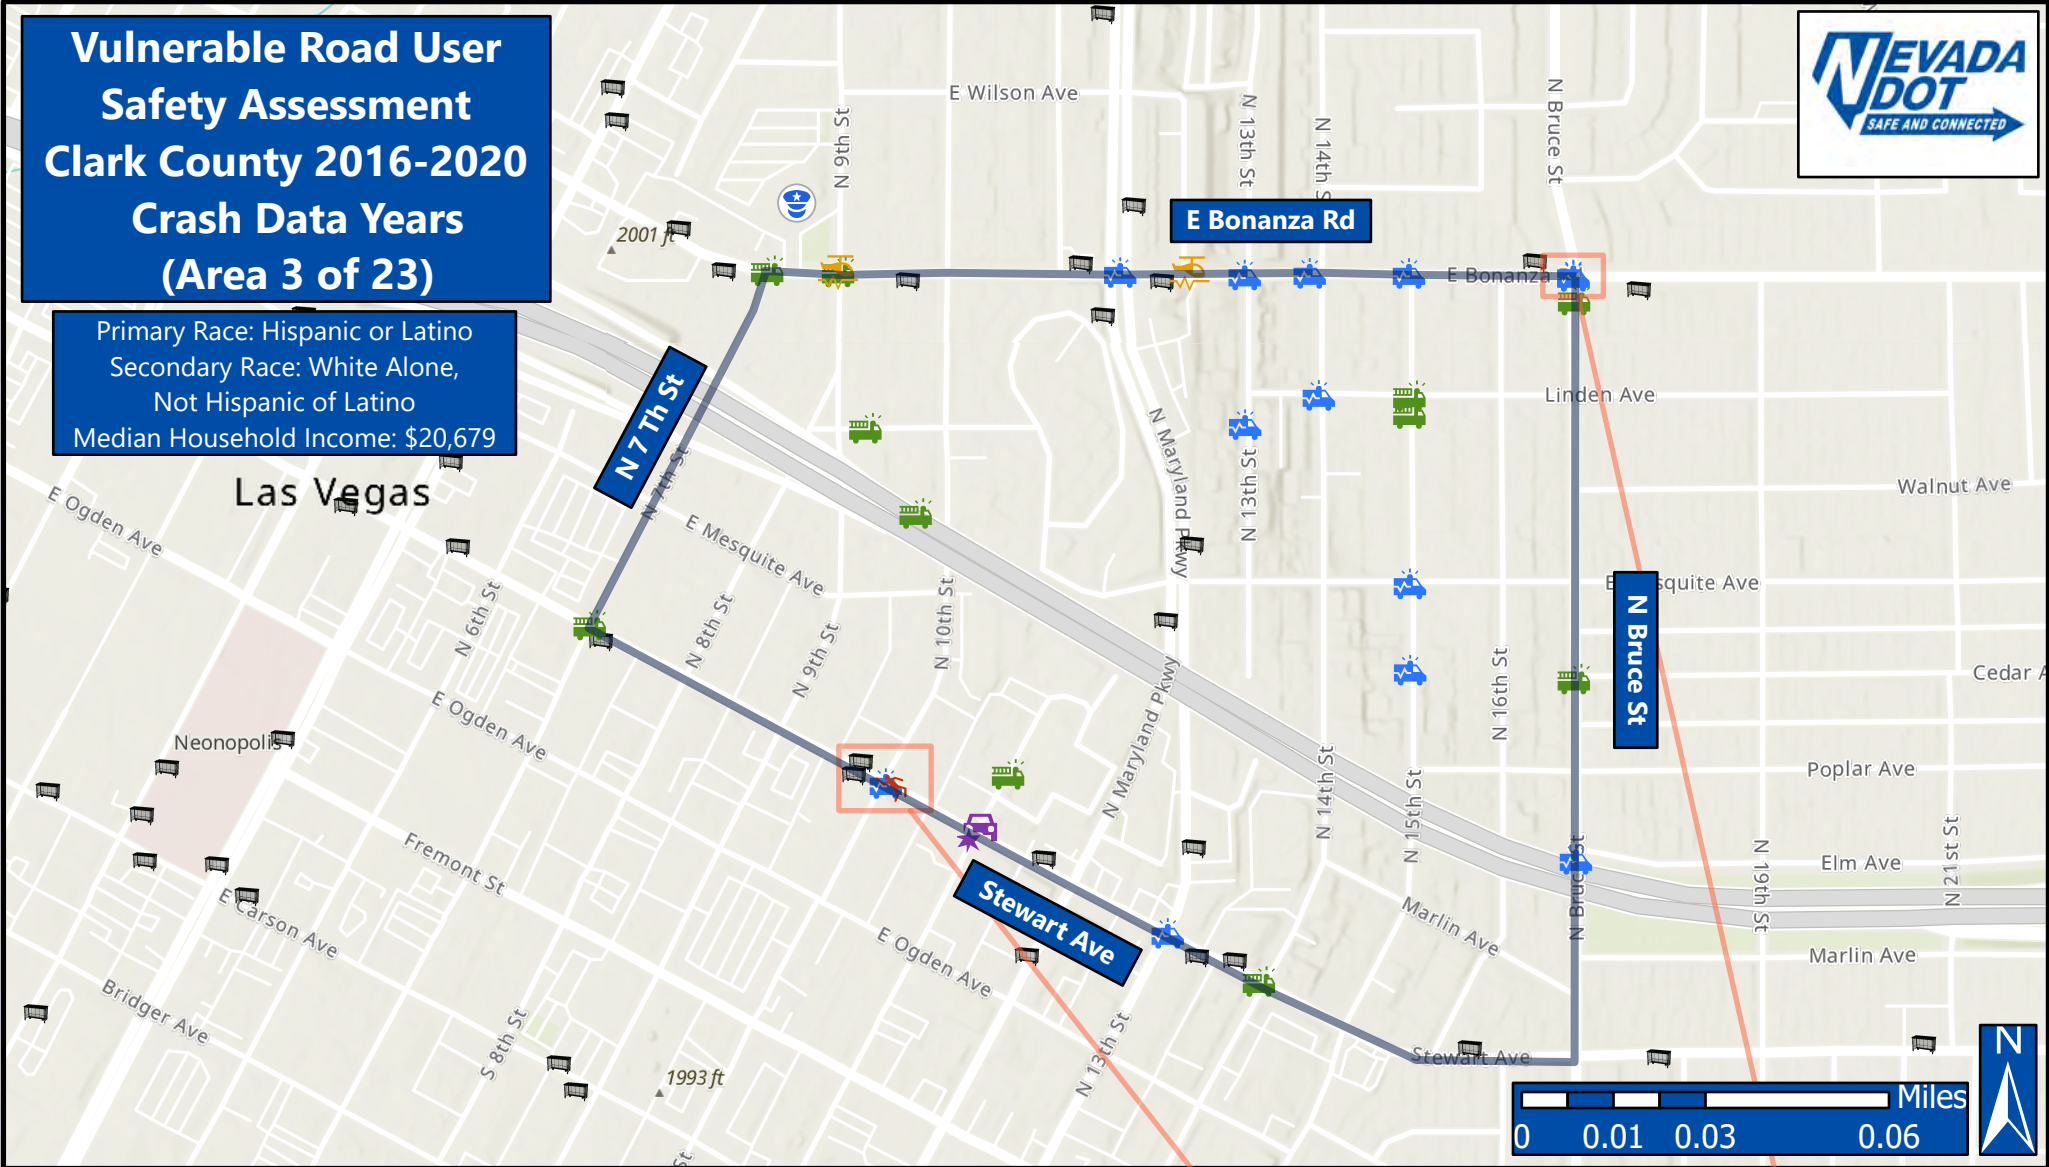 Vulnerable Road User
Safety Assessment
Clark County 2016-2020
Crash Data Years
(Area 3 of 23)
Primary Race: Hispanic or Latino
Secondary Race: White Alone,
Not Hispanic of Latino
Median Household Income: $20,679
NEVADA
DOT
SAFE AND CONNECTED
E Wilson Ave
N 9th St
N 13th St
N 14th S
N Bruce St
2001 ft
E Bonanza Rd
E Bonanza
N 7 Th St
N 7th St
Linden Ave
Las Vegas
E Ogden Ave
E Mesquite Ave
N Maryland Pkwy
N 13th St
Walnut Ave
N 6th St
N 8th St
N 9th St
N 10th St
squite Ave
N Bruce St
N 16th St
Cedar A
Neonopolis
E Ogden Ave
N Maryland Pkwy
N 14th St
N 15th St
Poplar Ave
Fremont St
Stewart Ave
N Bruce St
N 19th St
Elm Ave
N 21st St
E Carson Ave
E Ogden Ave
Marlin Ave
Marlin Ave
Bridger Ave
S 8th St
1993 ft
N 13th St
Stewart Ave
St
N
Miles
0 0.01 0.03 0.06